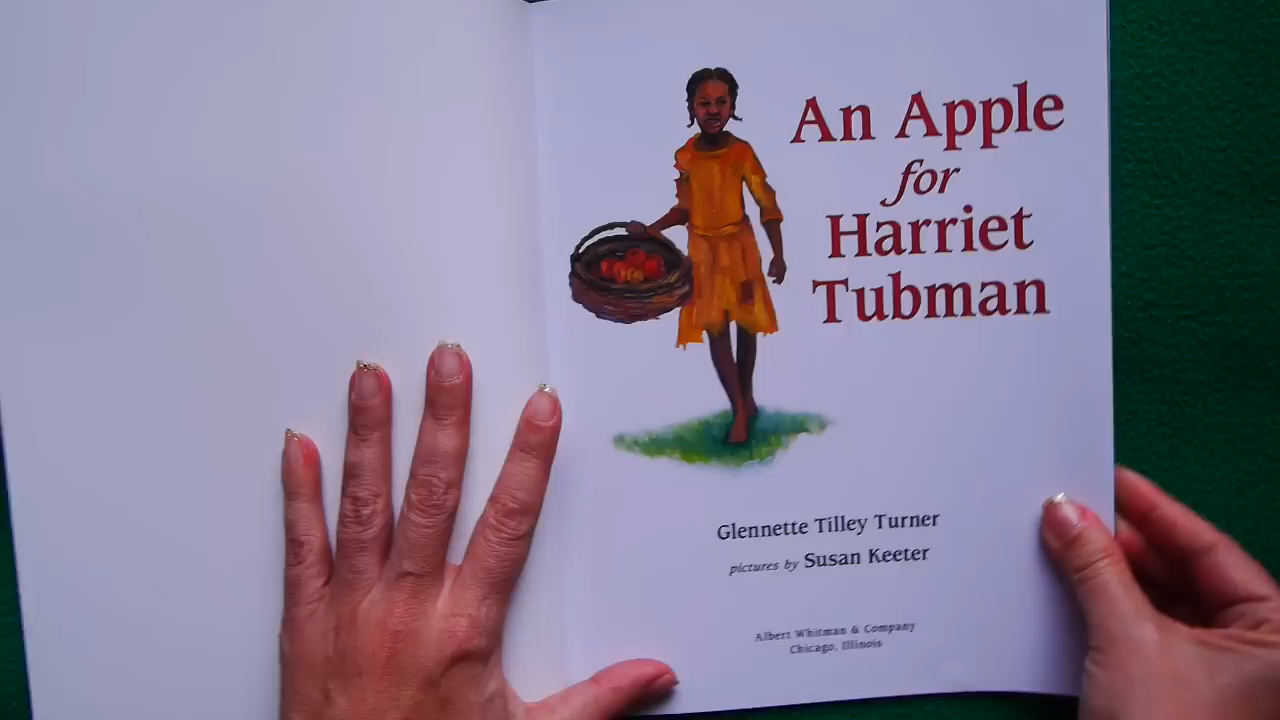 An Apple
for
Harriet
Tubman
Glennette Tilley Turner
pictures by Susan Keeter
Albert Whitman & Company
Chicago, Illinois